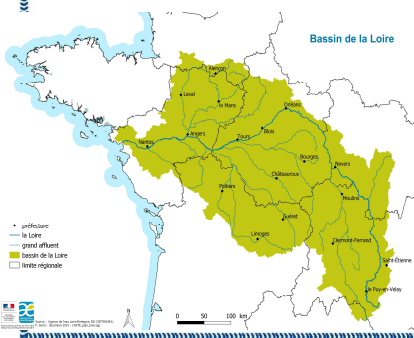 Bassin de la Loire
Alençon
Laval
le Mans
Orléans
Angers
Blois
Tours
Nantes
Bourges
Nevers
Châteauroux
Poitiers
Moulins
Guéret
Limoges
Clermont-Ferrand
Saint-Étienne
le Puy-en-Velay
préfecture
la Loire
grand affluent
bassin de la Loire
limite régionale
0 50 100 km